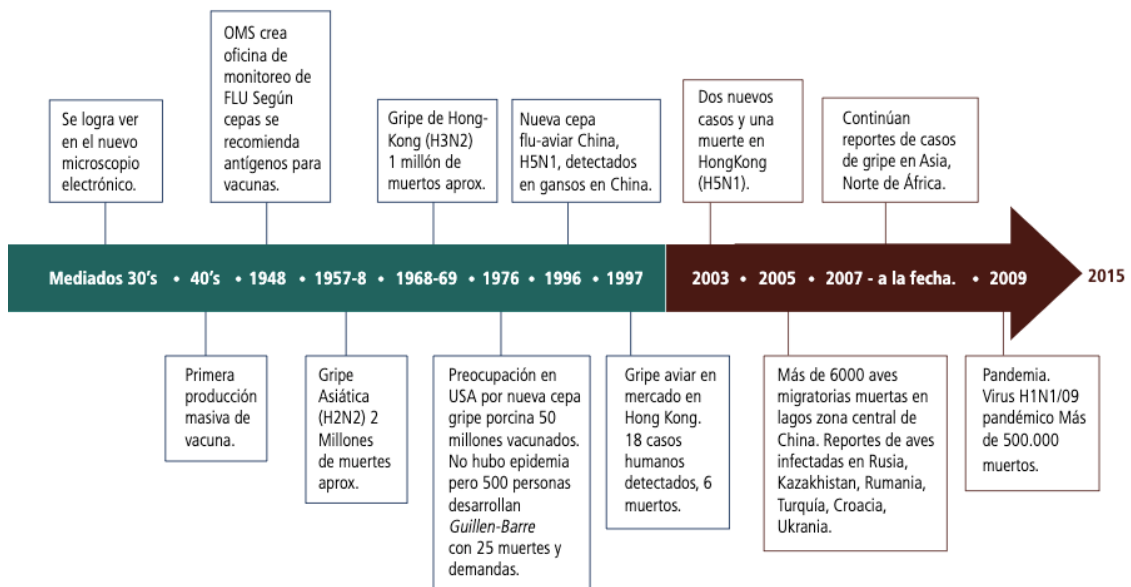 OMS crea
oficina de
monitoreo de
FLU Según
cepas se
recomienda
antígenos para
vacunas.
Se logra ver
en el nuevo
microscopio
electrónico.
Gripe de Hong-
Kong (H3N2)
1 millón de
muertos aprox.
Nueva cepa
flu-aviar China,
H5N1, detectados
en gansos en China.
Dos nuevos
casos y una
muerte en
HongKong
(H5N1).
Continúan
reportes de casos
de gripe en Asia,
Norte de África.
Mediados 30's • 40's • 1948 • 1957-8 • 1968-69 • 1976 • 1996 • 1997 2003 • 2005 • 2007 - a la fecha. • 2009 2015
Primera
producción
masiva de
vacuna.
Gripe
Asiática
(H2N2) 2
Millones
de muertes
aprox.
Preocupación en
USA por nueva cepa
gripe porcina 50
millones vacunados.
No hubo epidemia
pero 500 personas
desarrollan
Guillen-Barre
con 25 muertes y
demandas.
Gripe aviar en
mercado en
Hong Kong.
18 casos
humanos
detectados, 6
muertos.
Más de 6000 aves
migratorias muertas en
lagos zona central de
China. Reportes de aves
infectadas en Rusia,
Kazakhistan, Rumania,
Turquía, Croacia,
Ukrania.
Pandemia.
Virus H1N1/09
pandémico Más
de 500.000
muertos.